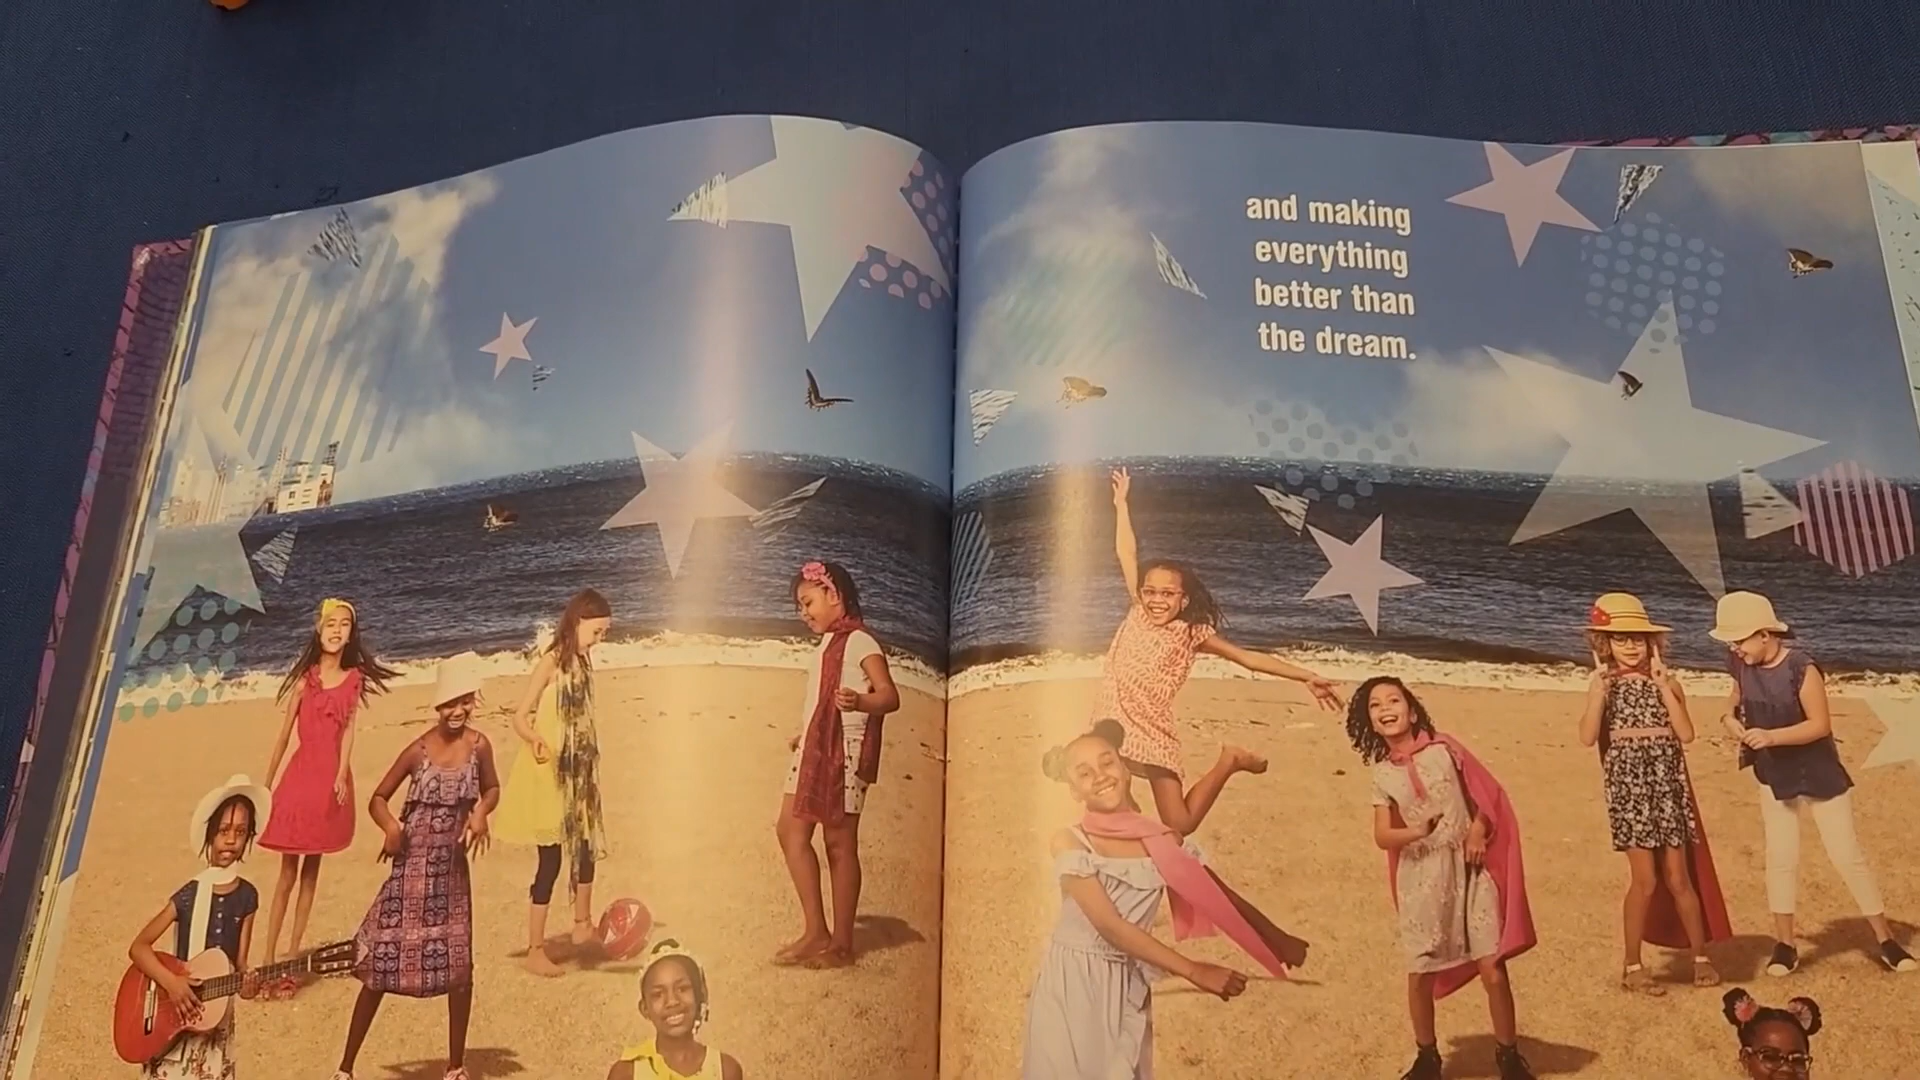 and making
everything
better than
the dream.